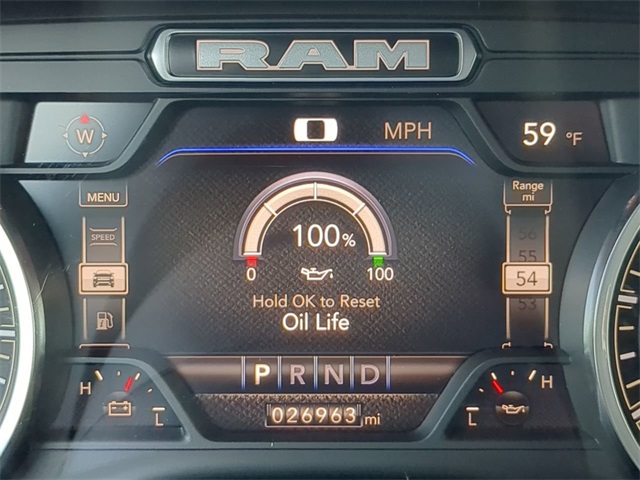 RAM
W
0 MPH
59 °F
MENU
Range
mi
SPEED
55
54
53
100%
0 100
Hold OK to Reset
Oil Life
P R N D
H
L
H
L
026963 mi